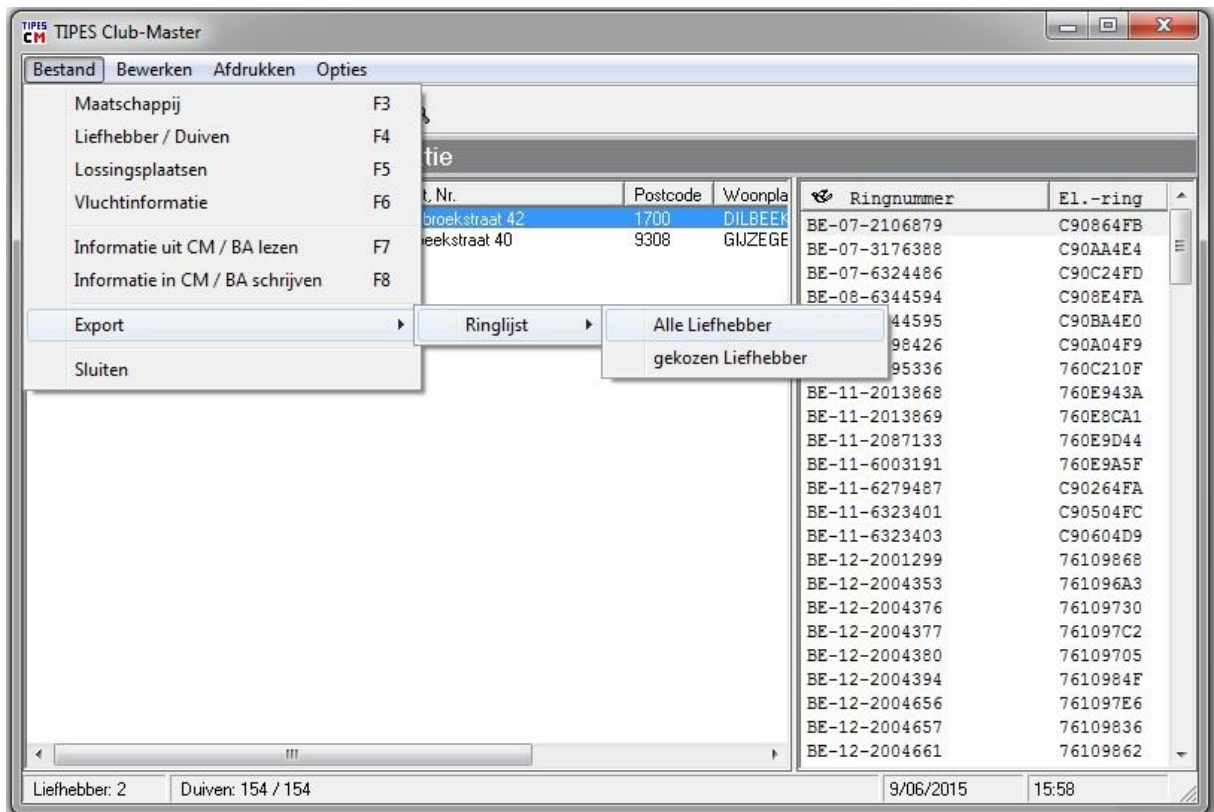 TIPES CM TIPES Club-Master
Bestand Bewerken Afdrukken Opties
Maatschappij F3
Liefhebber / Duiven F4
Lossingsplaatsen F5
Vluchtinformatie F6
Informatie uit CM / BA lezen F7
Informatie in CM / BA schrijven F8
Export
Sluiten
Ringlijst
Alle Liefhebber
gekozen Liefhebber
tie
t, Nr. Postcode Woonpla
broekstraat 42 1700 DILBEEK
eekstraat 40 9308 GIJZEGE
Ringnummer El.-ring
BE-07-2106879 C90864FB
BE-07-3176388 C90AA4E4
BE-07-6324486 C90C24FD
BE-08-6344594 C908E4FA
44595 C90BA4E0
98426 C90A04F9
95336 760C210F
BE-11-2013868 760E943A
BE-11-2013869 760E8CA1
BE-11-2087133 760E9D44
BE-11-6003191 760E9A5F
BE-11-6279487 C90264FA
BE-11-6323401 C90504FC
BE-11-6323403 C90604D9
BE-12-2001299 76109868
BE-12-2004353 761096A3
BE-12-2004376 76109730
BE-12-2004377 761097C2
BE-12-2004380 76109705
BE-12-2004394 7610984F
BE-12-2004656 761097E6
BE-12-2004657 76109836
BE-12-2004661 76109862
Liefhebber: 2 Duiven: 154 / 154 9/06/2015 15:58